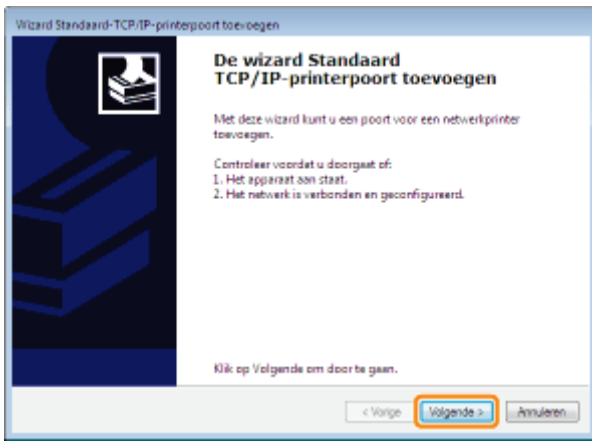 Wizard Standaard-TCP/IP-printerpoort toevoegen
De wizard Standaard
TCP/IP-printerpoort toevoegen
Met deze wizard kunt u een poort voor een netwerkprinter
toevoegen.
Controleer voordat u doorgaat of:
1. Het apparaat aan staat.
2. Het netwerk is verbonden en geconfigureerd.
Klik op Volgende om door te gaan.
< Vorige Volgende > Annuleren